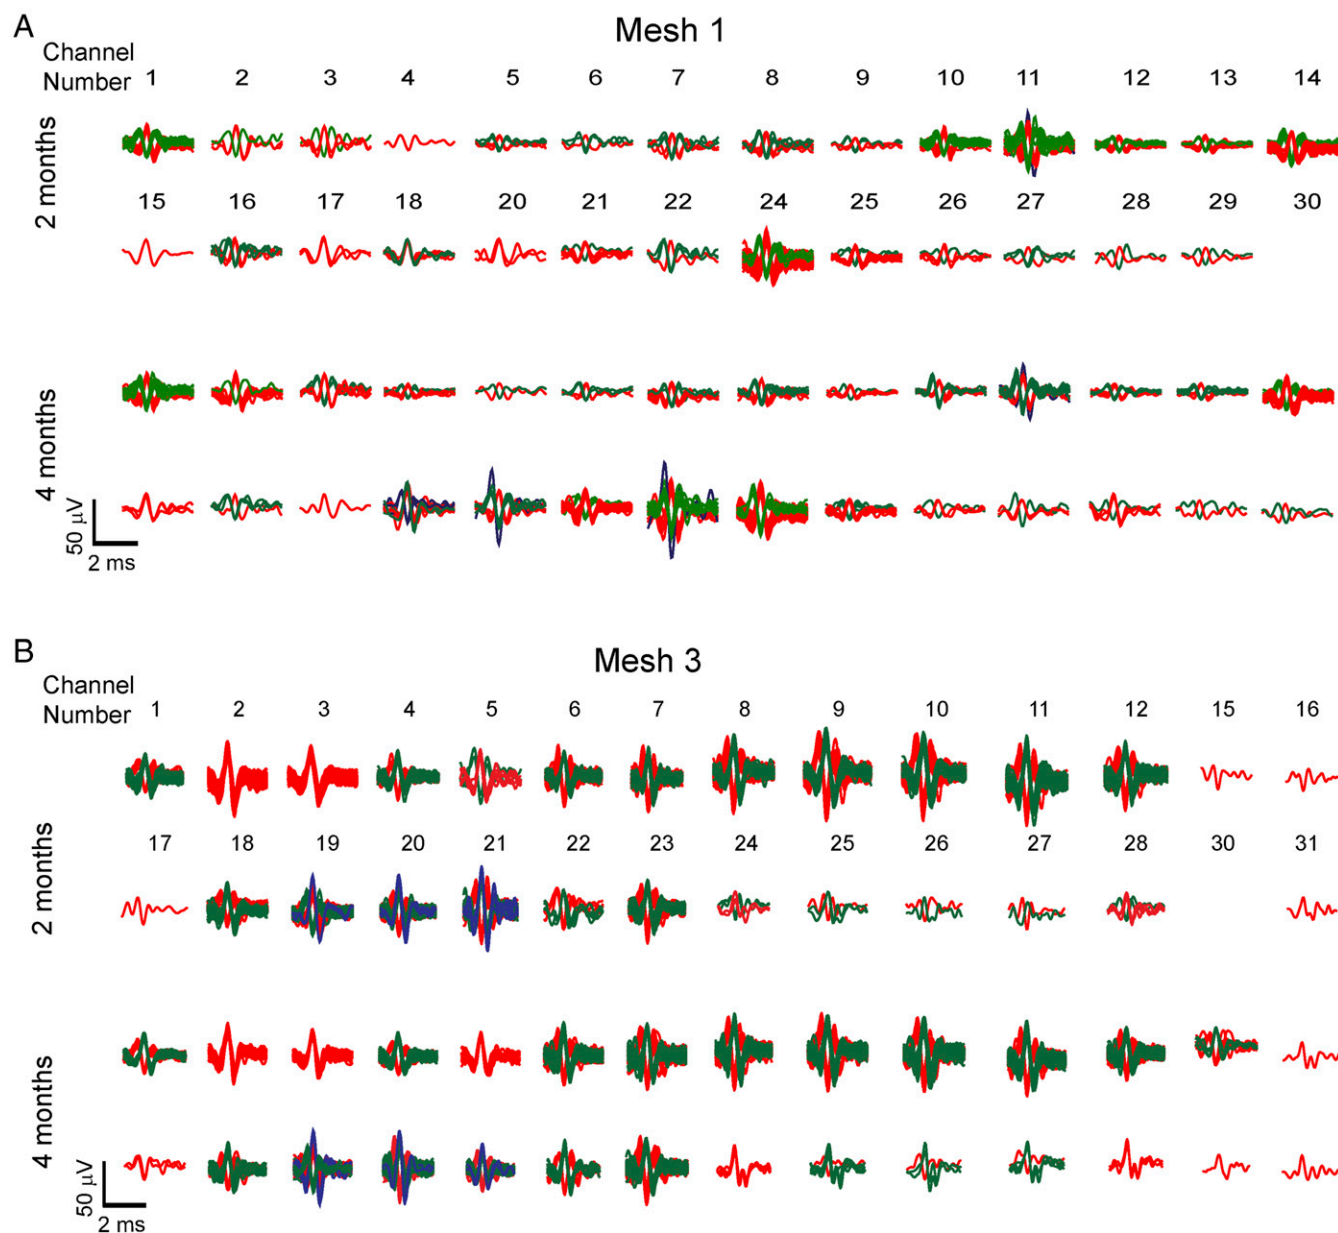 A
Mesh 1
Channel
Number 1 2 3 4 5 6 7 8 9 10 11 12 13 14
2 months
15 16 17 18 20 21 22 24 25 26 27 28 29 30
4 months
50 μV
2 ms
B
Mesh 3
Channel
Number 1 2 3 4 5 6 7 8 9 10 11 12 15 16
2 months
17 18 19 20 21 22 23 24 25 26 27 28 30 31
4 months
50 μV
2 ms